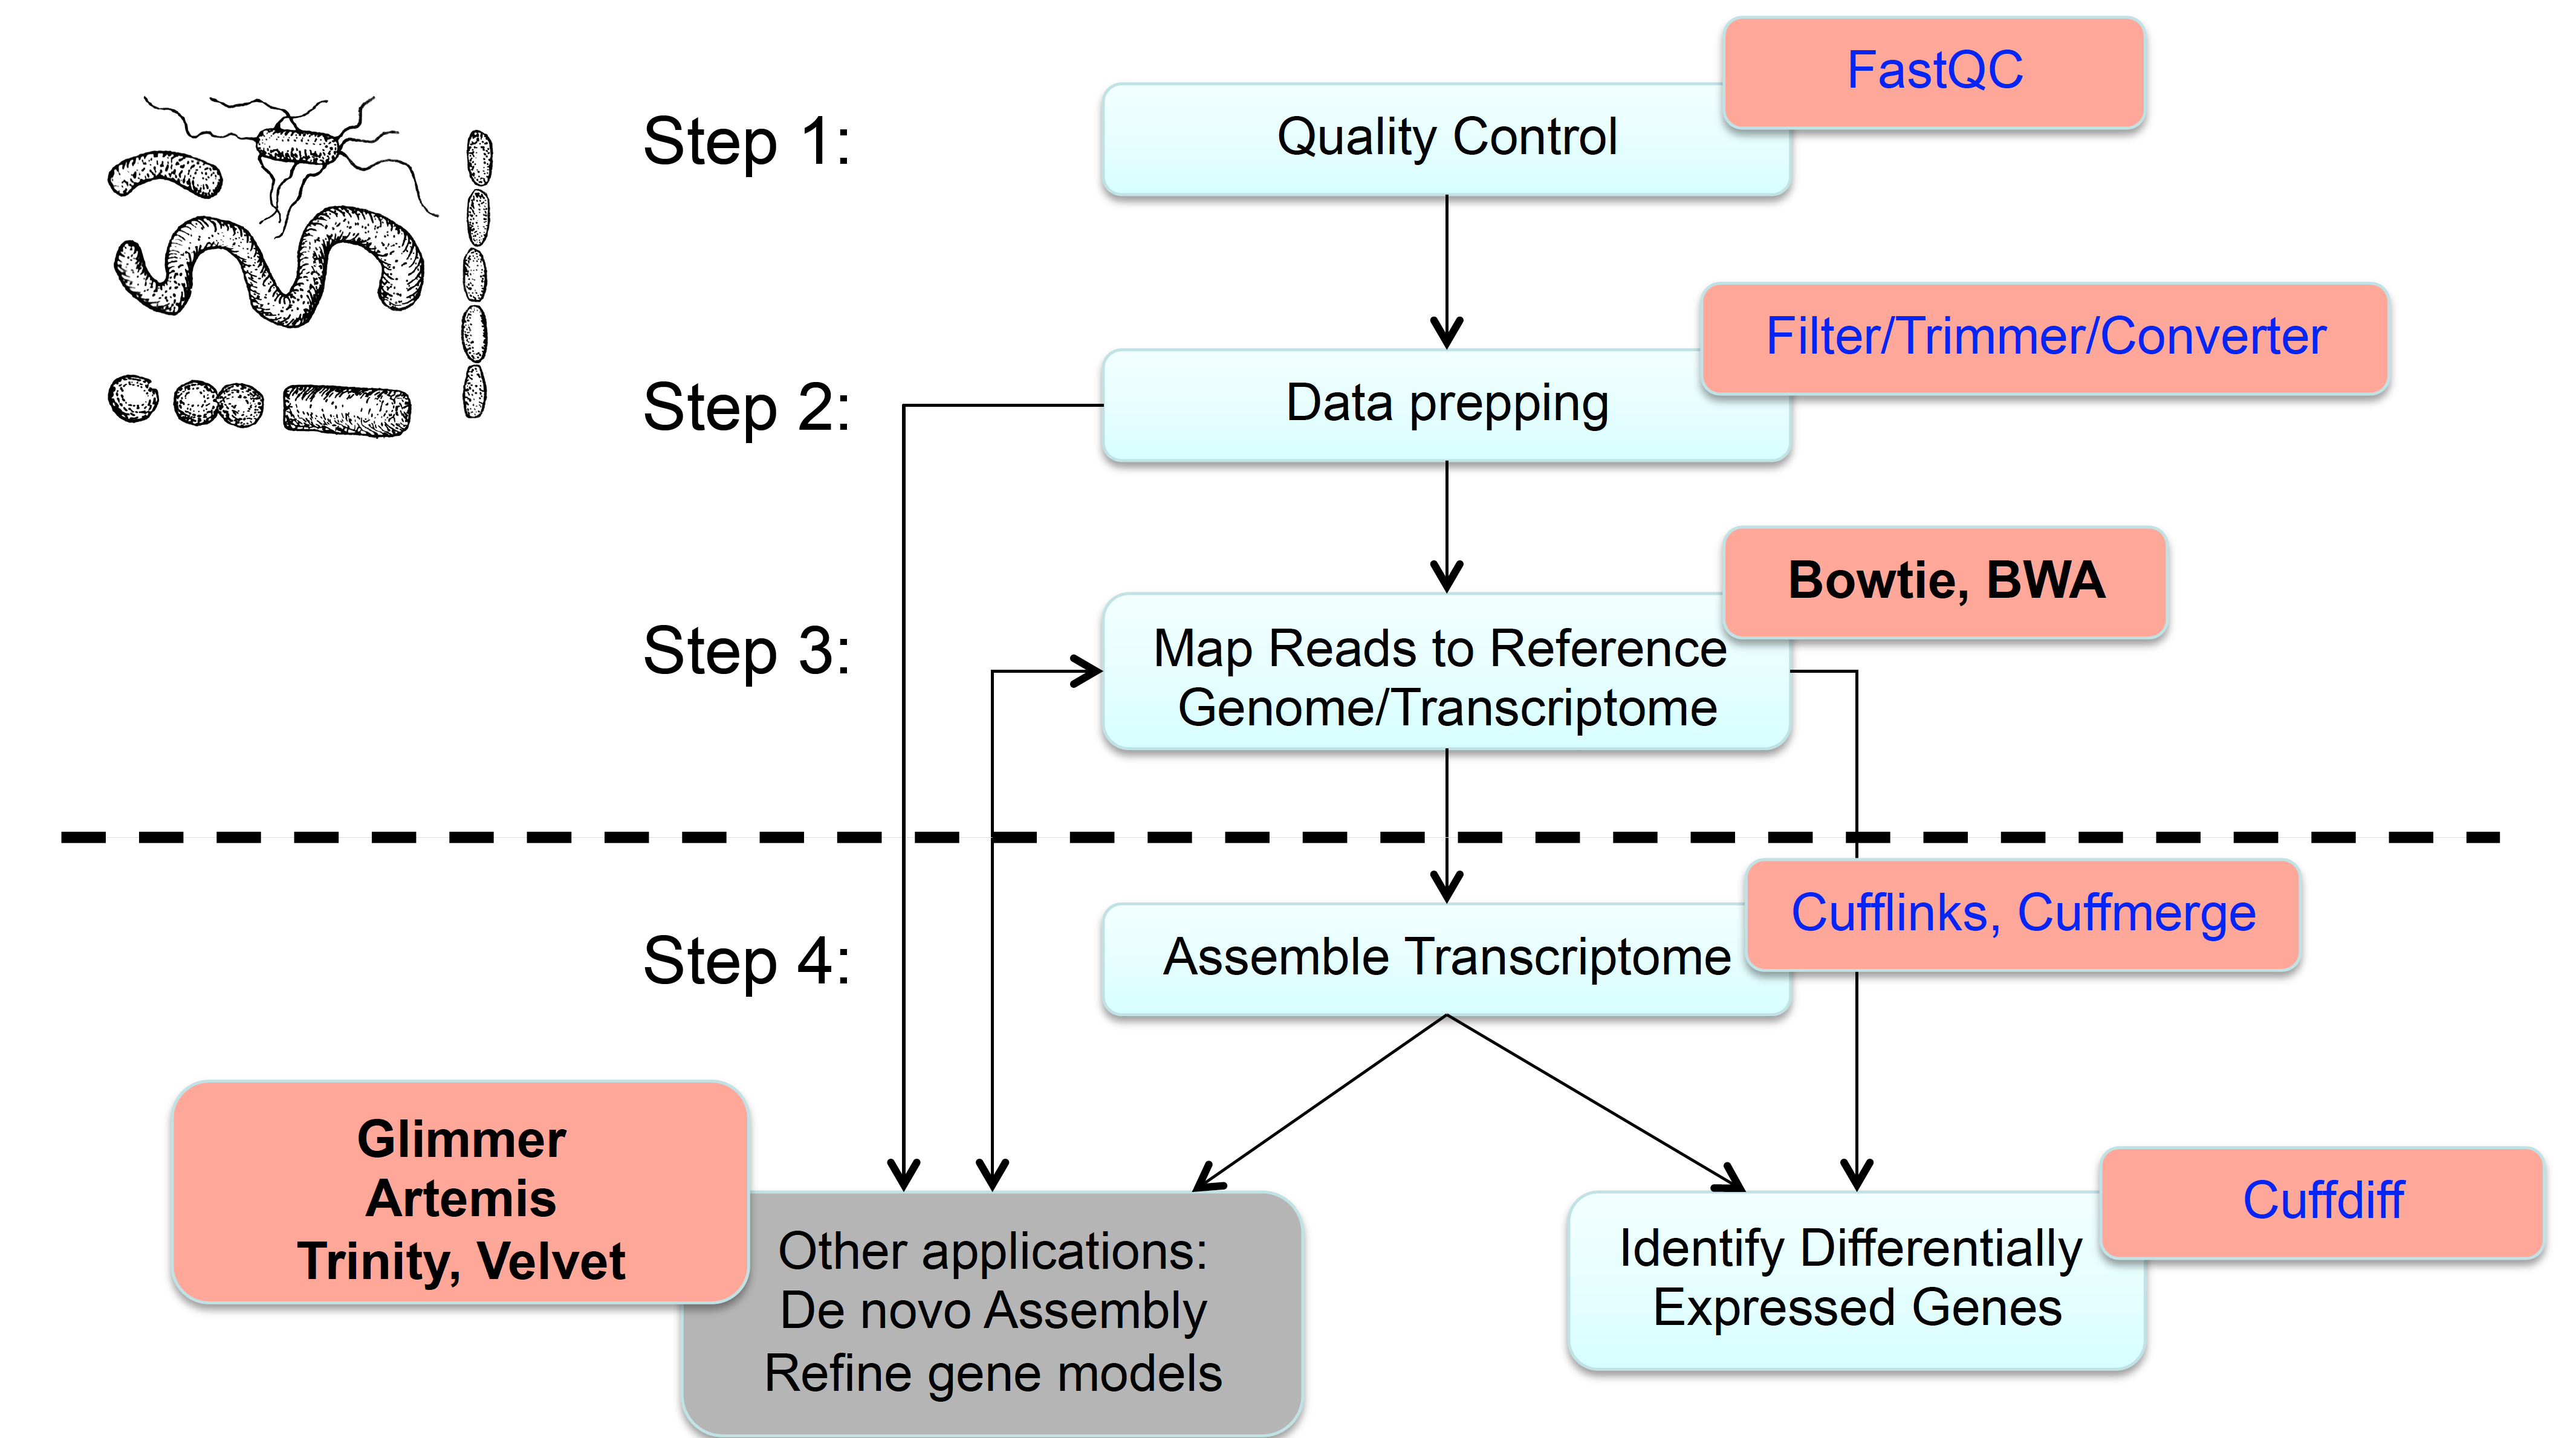 FastQC
Step 1:
Quality Control
Filter/Trimmer/Converter
Step 2:
Data prepping
Bowtie, BWA
Step 3:
Map Reads to Reference
Genome/Transcriptome
Cufflinks, Cuffmerge
Step 4:
Assemble Transcriptome
Glimmer
Artemis
Trinity, Velvet
Other applications:
De novo Assembly
Refine gene models
Cuffdiff
Identify Differentially
Expressed Genes